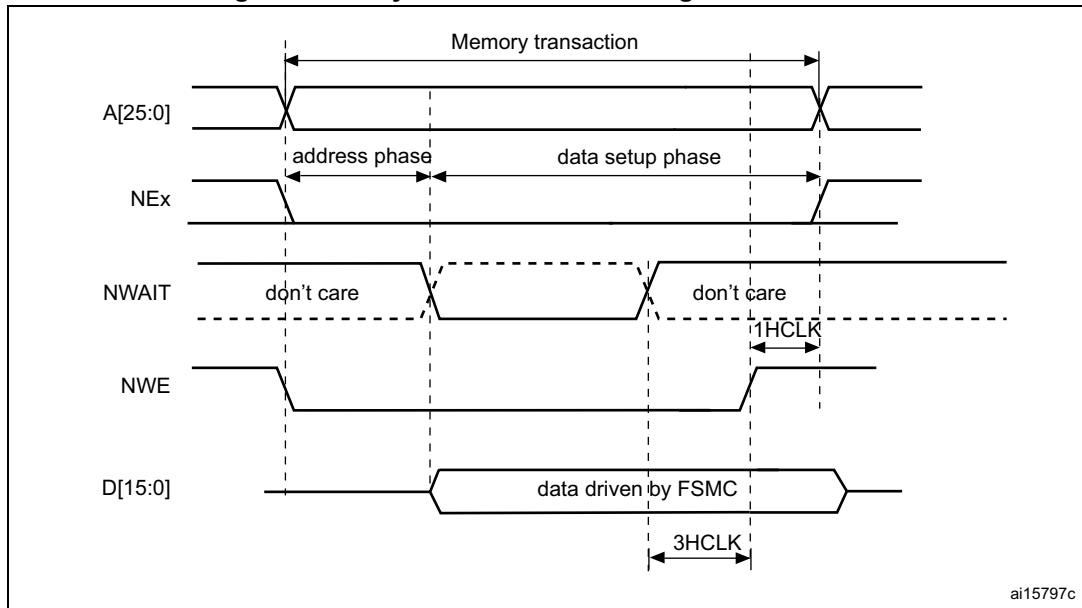 Memory transaction
A[25:0]
address phase
data setup phase
NEx
NWAIT
don't care
don't care
1HCLK
NWE
D[15:0]
data driven by FSMC
3HCLK
ai15797c